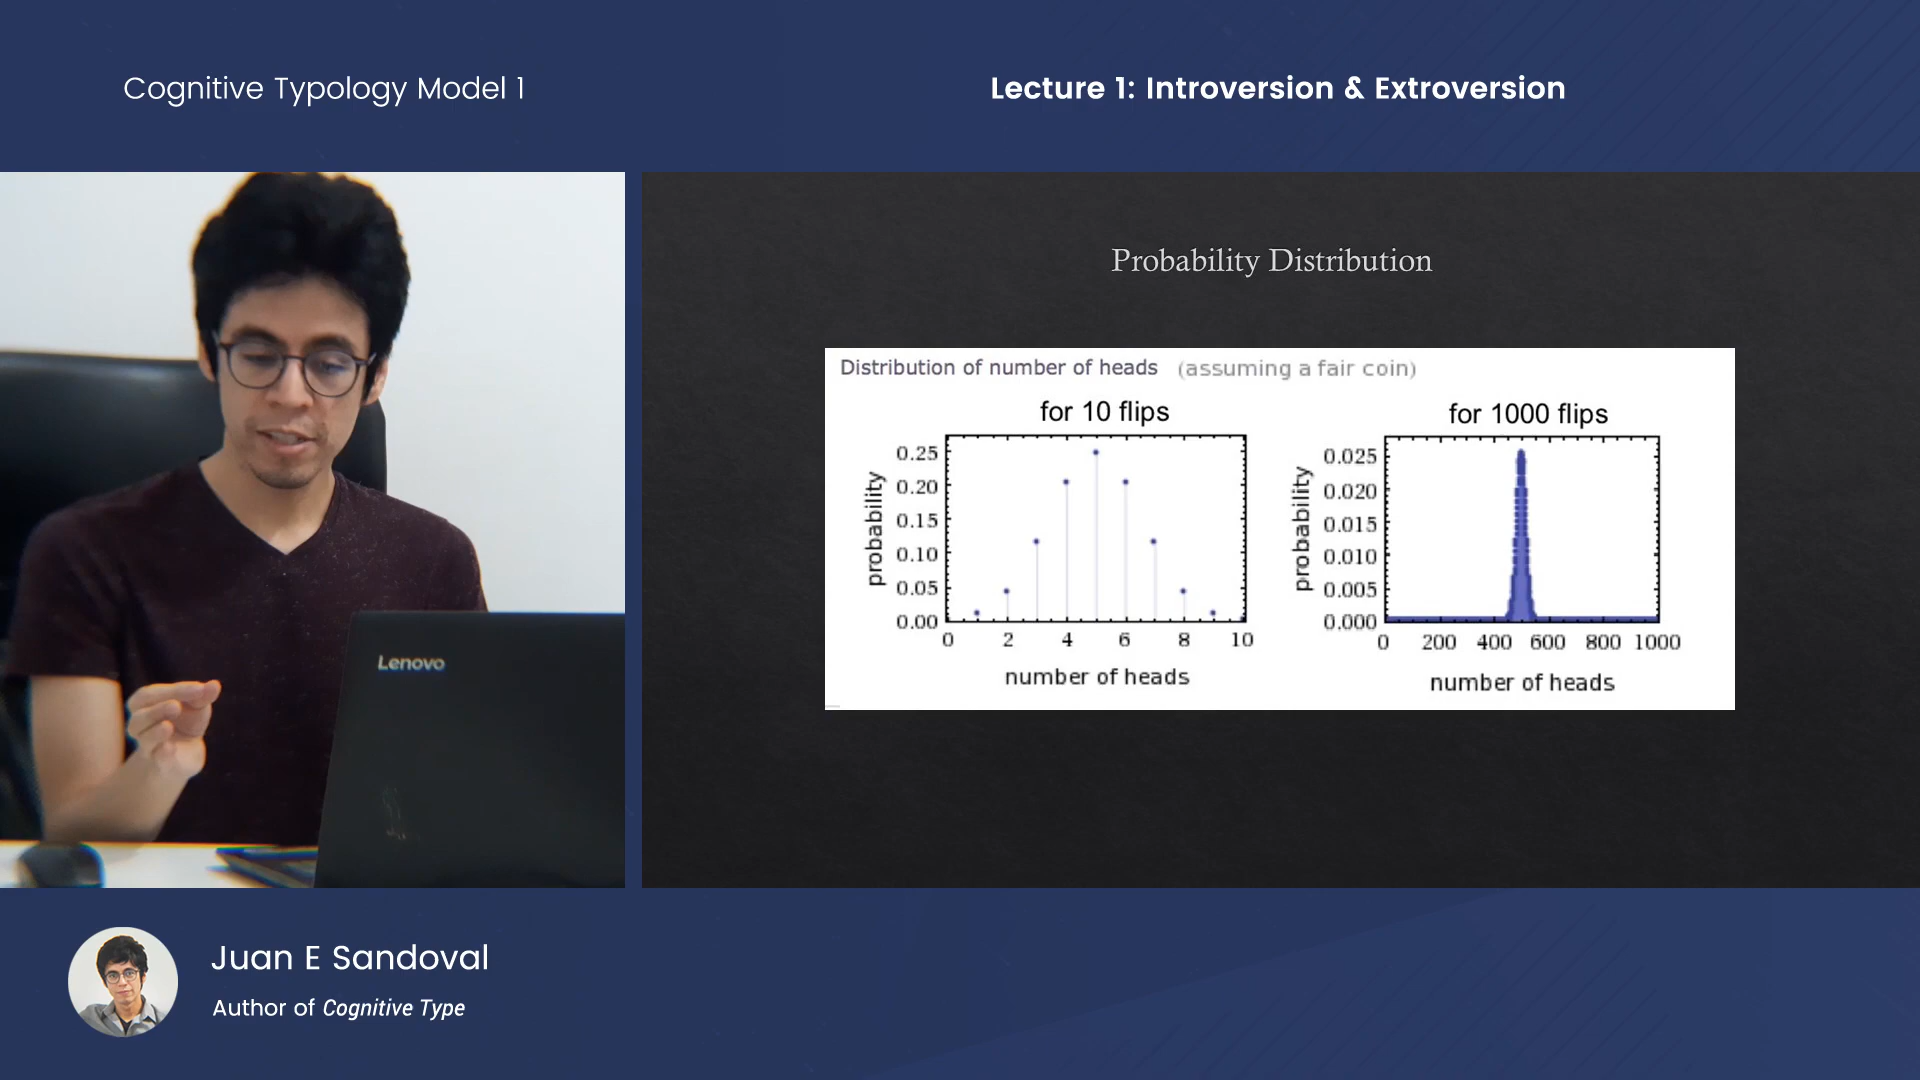 Cognitive Typology Model 1
Lecture 1: Introversion & Extroversion
Probability Distribution
Distribution of number of heads (assuming a fair coin)
for 10 flips
0.25
0.20
0.15
0.10
0.05
0.00
probability
0 2 4 6 8 10
number of heads
for 1000 flips
0.025
0.020
0.015
0.010
0.005
0.000
probability
0 200 400 600 800 1000
number of heads
Lenovo
Juan E Sandoval
Author of Cognitive Type